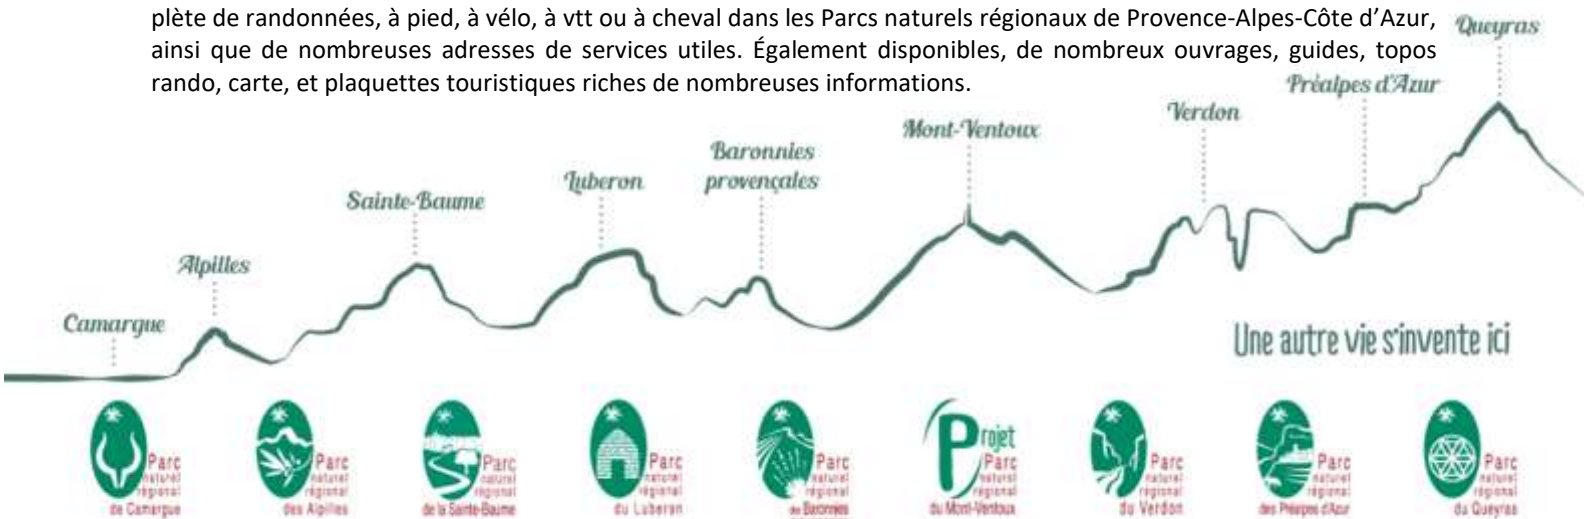 plète de randonnées, à pied, à vélo, à vtt ou à cheval dans les Parcs naturels régionaux de Provence-Alpes-Côte d’Azur,
ainsi que de nombreuses adresses de services utiles. Également disponibles, de nombreux ouvrages, guides, topos
rando, carte, et plaquettes touristiques riches de nombreuses informations.
Queyras
Préalpes d'Azur
Verdon
Mont-Ventoux
Baronnies
provençales
Luberon
Sainte-Baume
Alpilles
Camargue
Une autre vie s'invente ici
Parc
naturel
régional
de Camargue
Parc
naturel
régional
des Alpilles
Parc
naturel
régional
de la Sainte-Baume
Parc
naturel
régional
du Luberon
Parc
naturel
régional
des Baronnies
Projet
Parc
naturel
régional
du Mont-Ventoux
Parc
naturel
régional
du Verdon
Parc
naturel
régional
des Préalpes d'Azur
Parc
naturel
régional
du Queyras